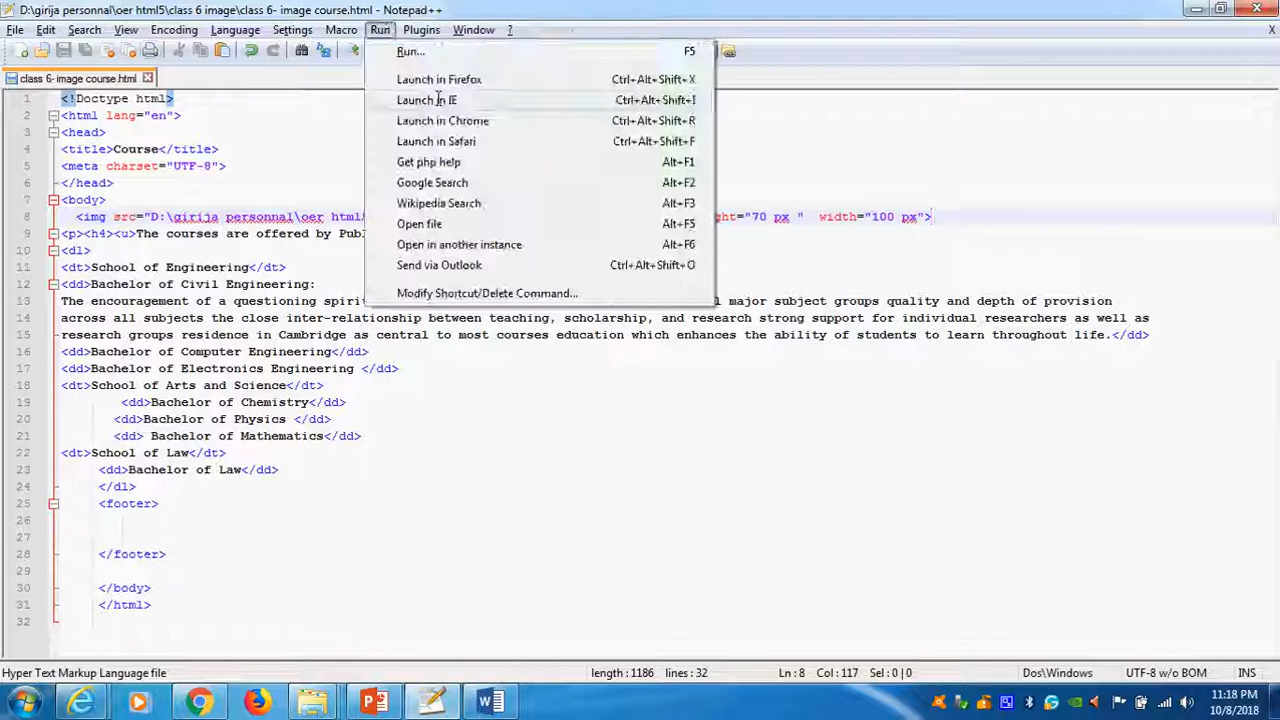 D:\girija personnal\oer html5\class 6 image\class 6- image course.html - Notepad++
File Edit Search View Encoding Language Settings Macro Run Plugins Window ? X
class 6- image course.html
Run... F5
Launch in Firefox Ctrl+Alt+Shift+X
Launch in IE Ctrl+Alt+Shift+I
Launch in Chrome Ctrl+Alt+Shift+R
Launch in Safari Ctrl+Alt+Shift+F
Get php help Alt+F1
Google Search Alt+F2
Wikipedia Search Alt+F3
Open file Alt+F5
Open in another instance Alt+F6
Send via Outlook Ctrl+Alt+Shift+O
Modify Shortcut/Delete Command...
1 <!Doctype html>
2 <html lang="en">
3 <head>
4 <title>Course</title>
5 <meta charset="UTF-8">
6 </head>
7 <body>
8 <img src="D:\girija personnal\oer html ght="70 px " width="100 px">
9 <p><h4><u>The courses are offered by Pub
10 <dl>
11 <dt>School of Engineering</dt>
12 <dd>Bachelor of Civil Engineering:
13 The encouragement of a questioning spiri major subject groups quality and depth of provision
14 across all subjects the close inter-relationship between teaching, scholarship, and research strong support for individual researchers as well as
15 research groups residence in Cambridge as central to most courses education which enhances the ability of students to learn throughout life.</dd>
16 <dd>Bachelor of Computer Engineering</dd>
17 <dd>Bachelor of Electronics Engineering </dd>
18 <dt>School of Arts and Science</dt>
19 <dd>Bachelor of Chemistry</dd>
20 <dd>Bachelor of Physics </dd>
21 <dd> Bachelor of Mathematics</dd>
22 <dt>School of Law</dt>
23 <dd>Bachelor of Law</dd>
24 </dl>
25 <footer>
26
27
28 </footer>
29
30 </body>
31 </html>
32
Hyper Text Markup Language file length : 1186 lines : 32 Ln : 8 Col : 117 Sel : 0 | 0 Dos\Windows UTF-8 w/o BOM INS
11:18 PM
10/8/2018